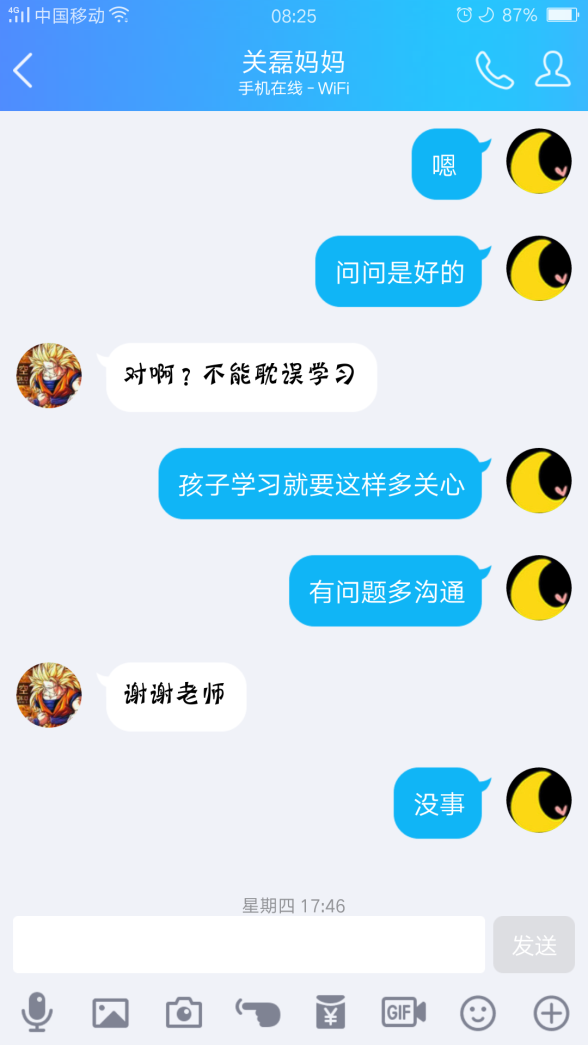 4G 中国移动 08:25 87%
关磊妈妈
手机在线 - WiFi
嗯
问问是好的
对啊？不能耽误学习
孩子学习就要这样多关心
有问题多沟通
谢谢老师
没事
星期四 17:46
发送
GIF